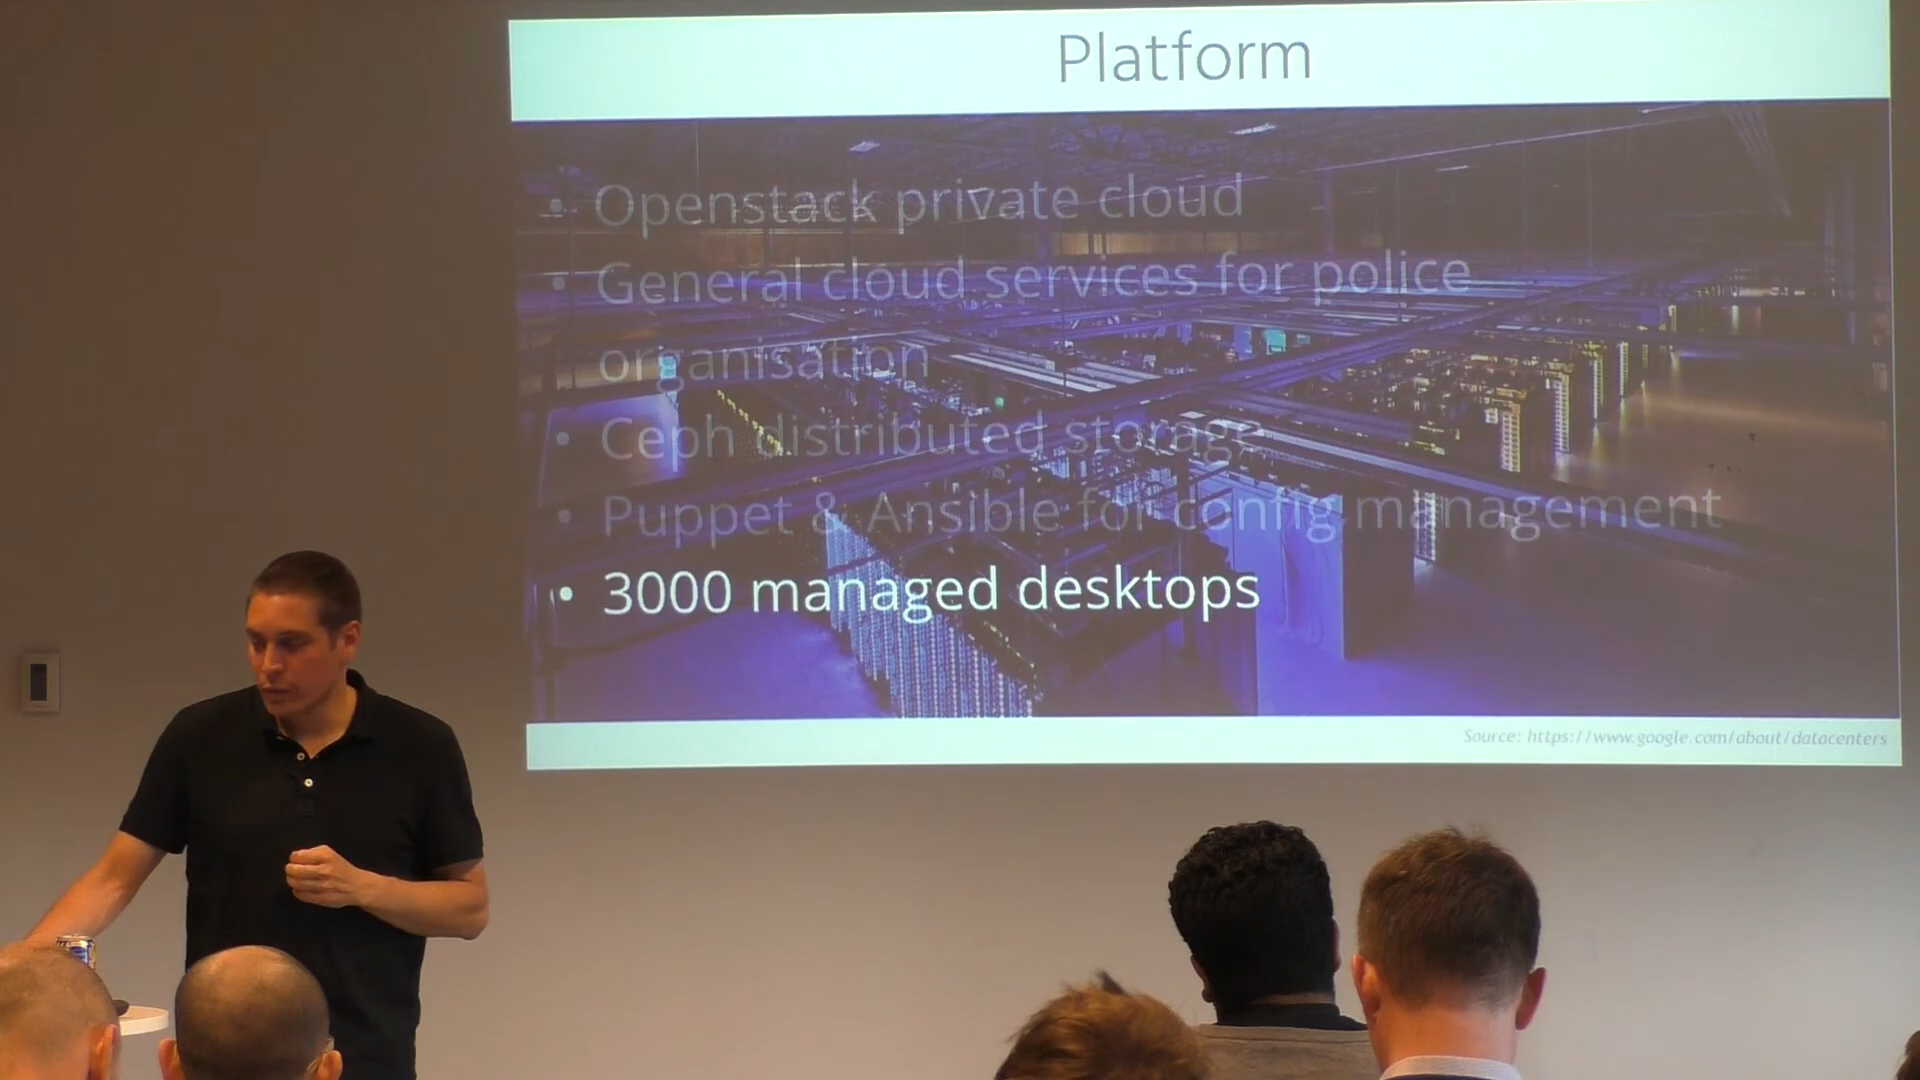 Platform
• Openstack private cloud
• General cloud services for police
organisation
• Ceph distributed storage
• Puppet & Ansible for config management
• 3000 managed desktops
Source: https://www.google.com/about/datacenters